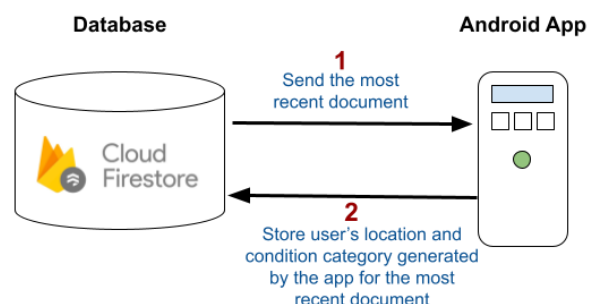 Database
Android App
1
Send the most
recent document
Cloud
Firestore
2
Store user's location and
condition category generated
by the app for the most
recent document